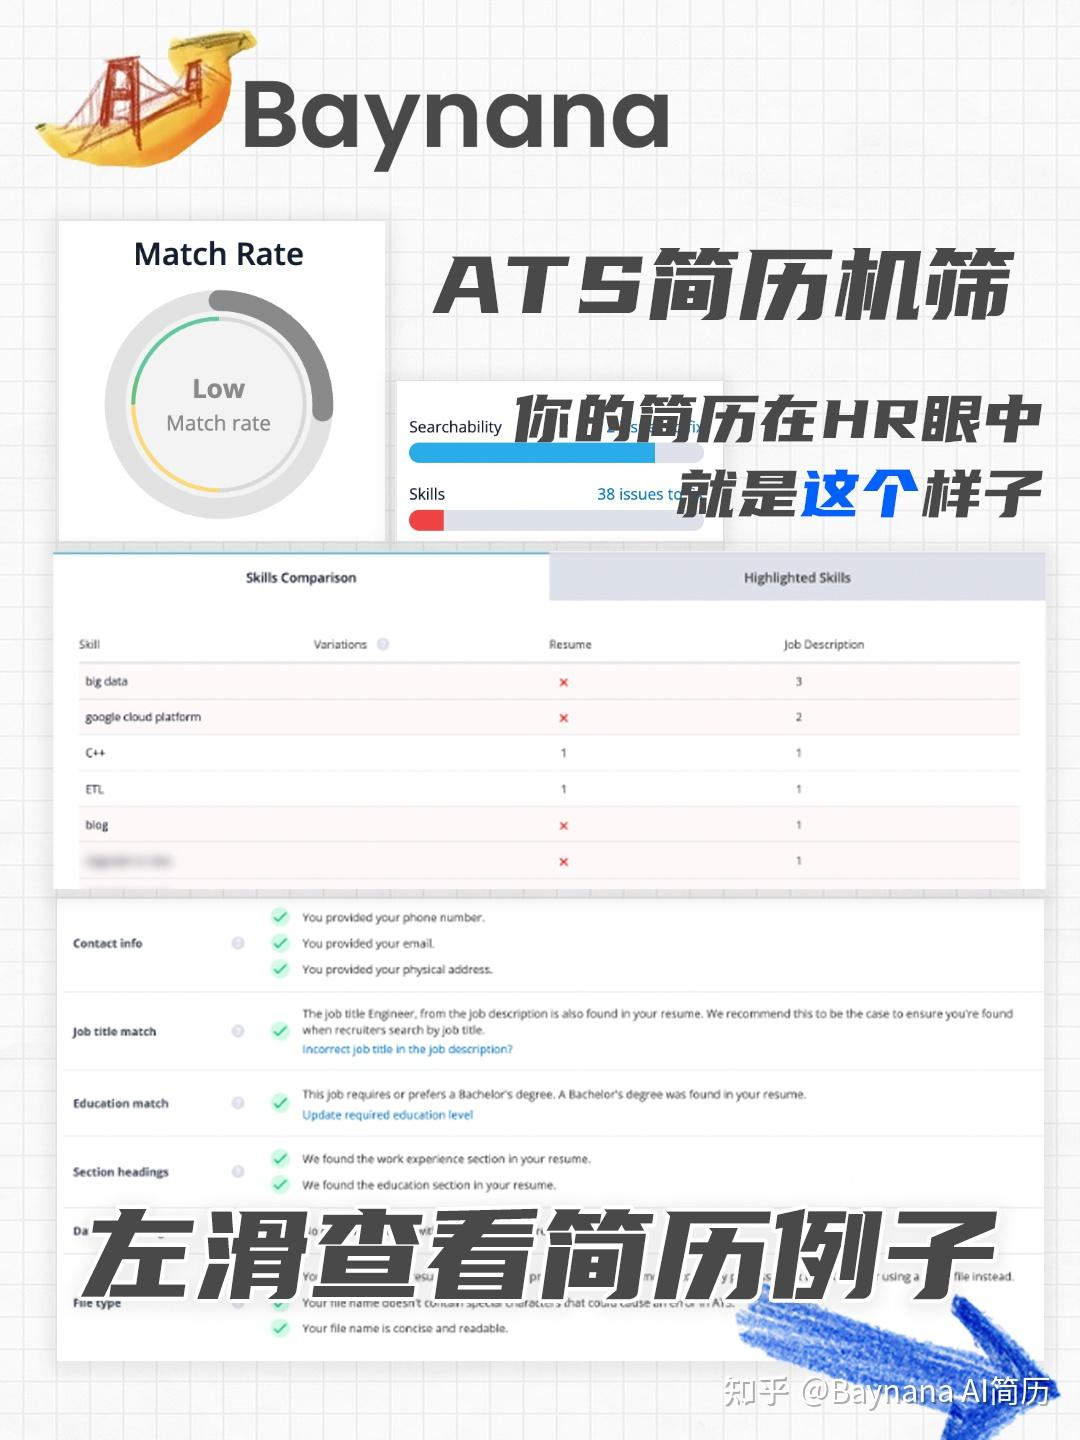 Baynana
Match Rate
Low
Match rate
ATS简历机筛
你的简历在HR眼中
就是这个样子
Searchability
Skills 38 issues to
Skills Comparison Highlighted Skills
Skill Variations ? Resume Job Description
big data × 3
google cloud platform × 2
C++ 1 1
ETL 1 1
blog × 1
× 1
Contact info ? You provided your phone number.
You provided your email.
You provided your physical address.
Job title match ? The job title Engineer, from the job description is also found in your resume. We recommend this to be the case to ensure you're found
when recruiters search by job title.
Incorrect job title in the job description?
Education match ? This job requires or prefers a Bachelor's degree. A Bachelor's degree was found in your resume.
Update required education level
Section headings ? We found the work experience section in your resume.
We found the education section in your resume.
左滑查看简历例子
using a file instead.
File type Your file name doesn't contain special characters that could cause an error in ATS.
Your file name is concise and readable.
知乎 @Baynana AI简历